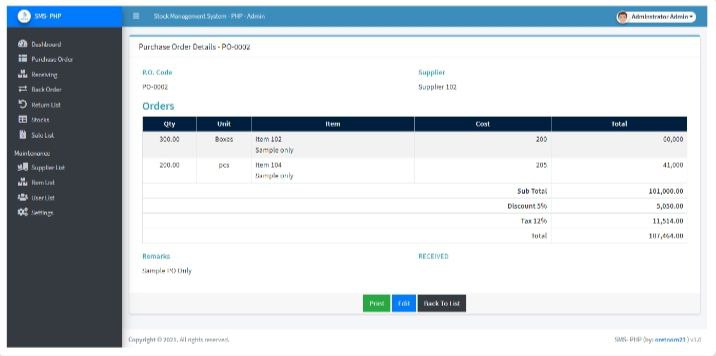 SMS- PHP
Stock Management System - PHP - Admin
Adminstrator Admin
Dashboard
Purchase Order
Receiving
Back Order
Return List
Stocks
Sale List
Maintenance
Supplier List
Item List
User List
Settings
Purchase Order Details - PO-0002
P.O. Code
Supplier
PO-0002
Supplier 102
Orders
Qty Unit Item Cost Total
300.00 Boxes Item 102 200 60,000
Sample only
200.00 pcs Item 104 205 41,000
Sample only
Sub Total 101,000.00
Discount 5% 5,050.00
Tax 12% 11,514.00
Total 107,464.00
Remarks
RECEIVED
Sample PO Only
Print Edit Back To List
Copyright © 2021. All rights reserved.
SMS- PHP (by: oretnom23 ) v1.0